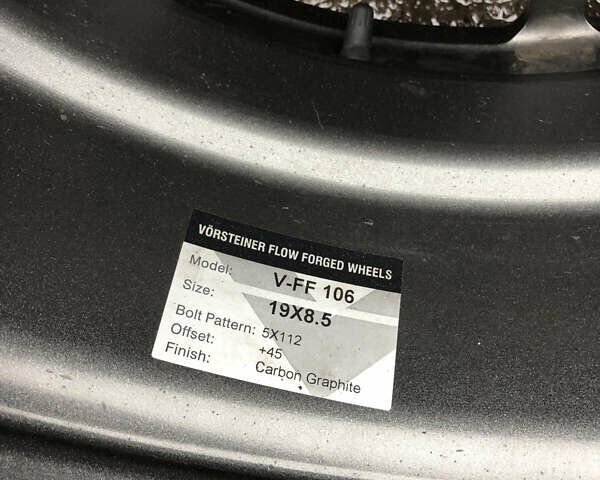 VÖRSTEINER FLOW FORGED WHEELS
Model: V-FF 106
Size: 19X8.5
Bolt Pattern: 5X112
Offset: +45
Finish: Carbon Graphite